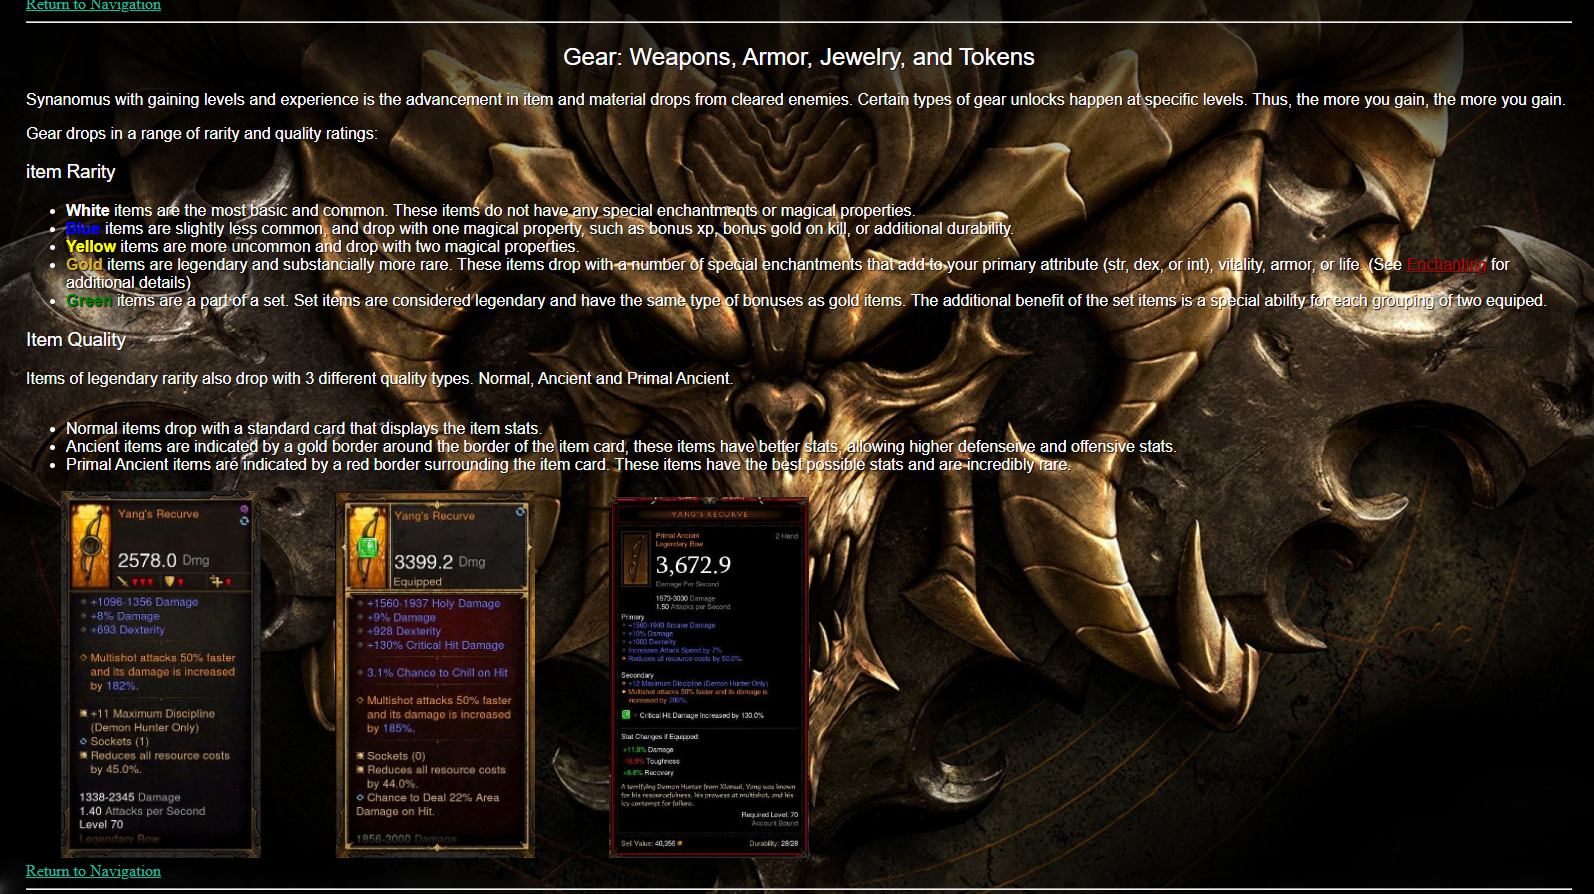 Return to Navigation
Gear: Weapons, Armor, Jewelry, and Tokens
Synanomus with gaining levels and experience is the advancement in item and material drops from cleared enemies. Certain types of gear unlocks happen at specific levels. Thus, the more you gain, the more you gain.
Gear drops in a range of rarity and quality ratings:
item Rarity
White items are the most basic and common. These items do not have any special enchantments or magical properties.
Blue items are slightly less common, and drop with one magical property, such as bonus xp, bonus gold on kill, or additional durability.
Yellow items are more uncommon and drop with two magical properties.
Gold items are legendary and substancially more rare. These items drop with a number of special enchantments that add to your primary attribute (str, dex, or int), vitality, armor, or life. (See Enchanting for
additional details)
Green items are a part of a set. Set items are considered legendary and have the same type of bonuses as gold items. The additional benefit of the set items is a special ability for each grouping of two equiped.
Item Quality
Items of legendary rarity also drop with 3 different quality types. Normal, Ancient and Primal Ancient.
Normal items drop with a standard card that displays the item stats.
Ancient items are indicated by a gold border around the border of the item card, these items have better stats, allowing higher defenseive and offensive stats.
Primal Ancient items are indicated by a red border surrounding the item card. These items have the best possible stats and are incredibly rare.
Yang's Recurve
2578.0 Dmg
+1096-1356 Damage
+8% Damage
+693 Dexterity
Multishot attacks 50% faster
and its damage is increased
by 182%.
+11 Maximum Discipline
(Demon Hunter Only)
Sockets (1)
Reduces all resource costs
by 45.0%.
1338-2345 Damage
1.40 Attacks per Second
Level 70
Legendary Bow
Yang's Recurve
3399.2 Dmg
Equipped
+1560-1937 Holy Damage
+9% Damage
+928 Dexterity
+130% Critical Hit Damage
3.1% Chance to Chill on Hit
Multishot attacks 50% faster
and its damage is increased
by 185%.
Sockets (0)
Reduces all resource costs
by 44.0%.
Chance to Deal 22% Area
Damage on Hit.
1856-3000 Damage
YANG'S RECURVE
Primal Ancient
Legendary Bow
2-Hand
3,672.9
Damage Per Second
1873-3000 Damage
1.50 Attacks per Second
Primary
+1560-1940 Arcane Damage
+10% Damage
+1000 Dexterity
Increases Attack Speed by 7%
Reduces all resource costs by 50.0%.
Secondary
+12 Maximum Discipline (Demon Hunter Only)
Multishot attacks 50% faster and its damage is
increased by 200%.
Critical Hit Damage Increased by 130.0%
Stat Changes if Equipped:
+11.8% Damage
-16.9% Toughness
+6.6% Recovery
A terrifying Demon Hunter from Xiansai, Yang was known
for his resourcefulness, his prowess at multishot, and his
icy contempt for failure.
Required Level: 70
Account Bound
Sell Value: 40,356
Durability: 28/28
Return to Navigation